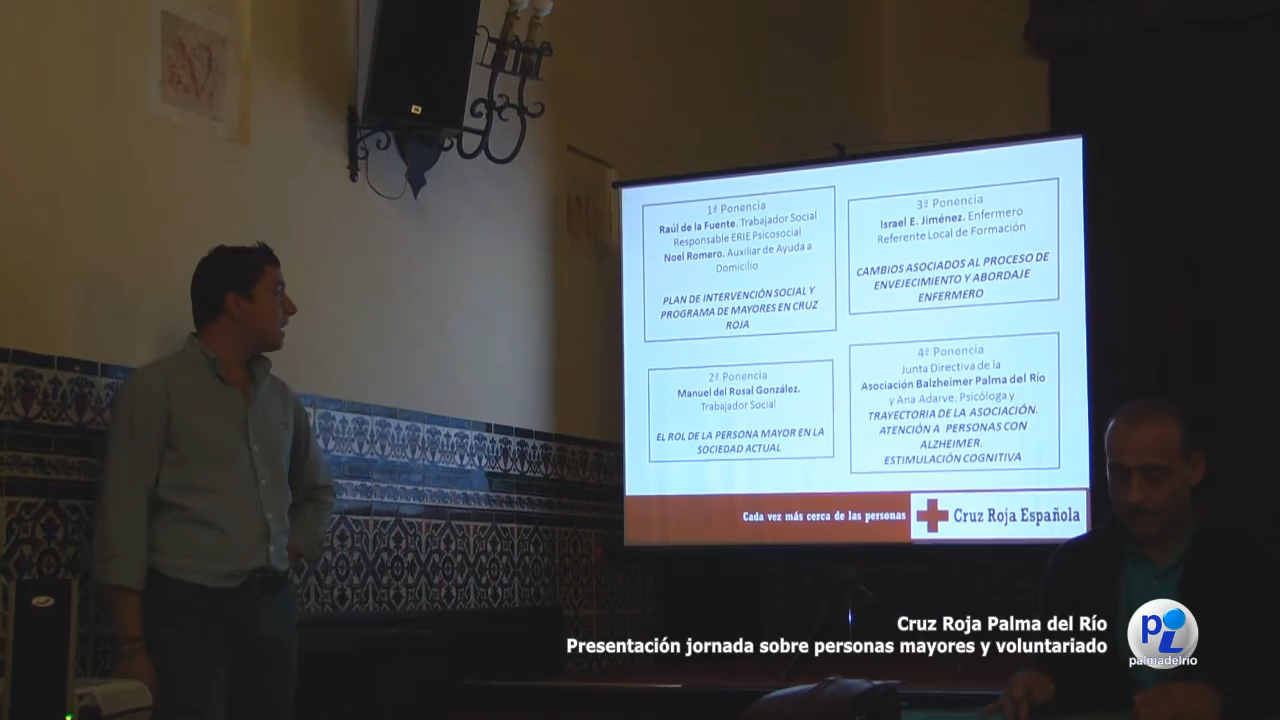 1ª Ponencia
Raúl de la Fuente. Trabajador Social
Responsable ERIE Psicosocial
Noel Romero. Auxiliar de Ayuda a
Domicilio
PLAN DE INTERVENCIÓN SOCIAL Y
PROGRAMA DE MAYORES EN CRUZ
ROJA
2ª Ponencia
Manuel del Rosal González.
Trabajador Social
EL ROL DE LA PERSONA MAYOR EN LA
SOCIEDAD ACTUAL
3ª Ponencia
Israel E. Jiménez. Enfermero
Referente Local de Formación
CAMBIOS ASOCIADOS AL PROCESO DE
ENVEJECIMIENTO Y ABORDAJE
ENFERMERO
4ª Ponencia
Junta Directiva de la
Asociación Balzheimer Palma del Río
y Ana Adarve. Psicóloga y
TRAYECTORIA DE LA ASOCIACIÓN.
ATENCIÓN A PERSONAS CON
ALZHEIMER.
ESTIMULACIÓN COGNITIVA
Cada vez más cerca de las personas
Cruz Roja Española
Cruz Roja Palma del Río
Presentación jornada sobre personas mayores y voluntariado
palmadelrío